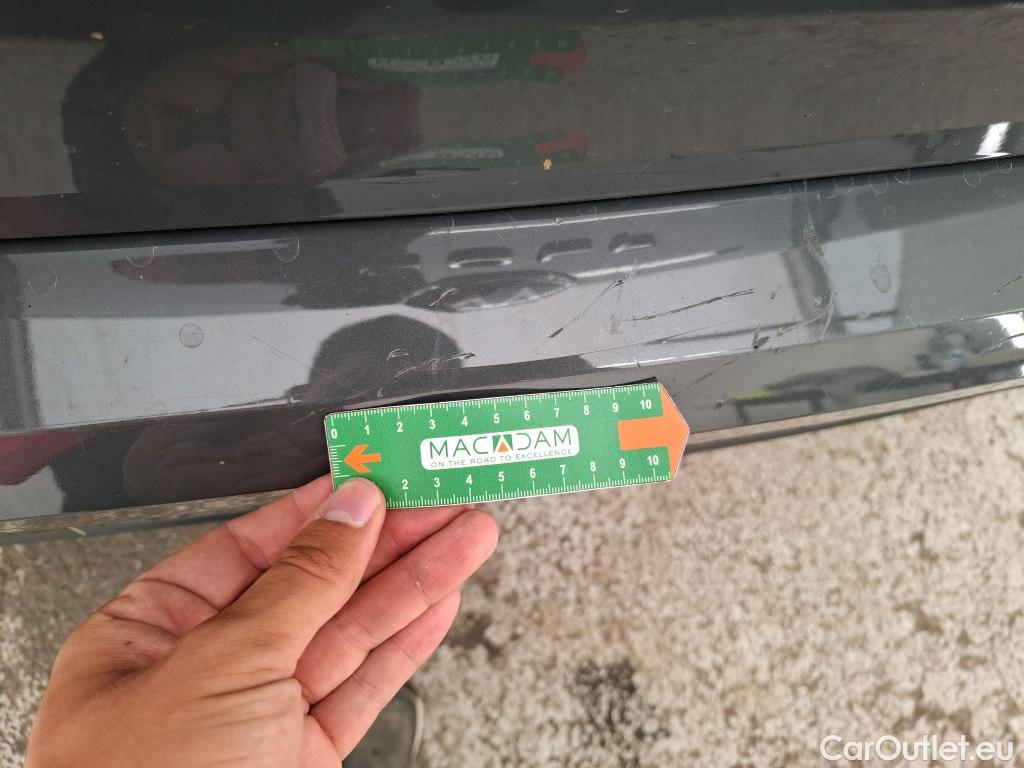 MACADAM
0 1 2 3 4 5 6 7 8 9 10
MACADAM
ON THE ROAD TO EXCELLENCE
2 3 4 5 6 7 8 9 10
CarOutlet.eu